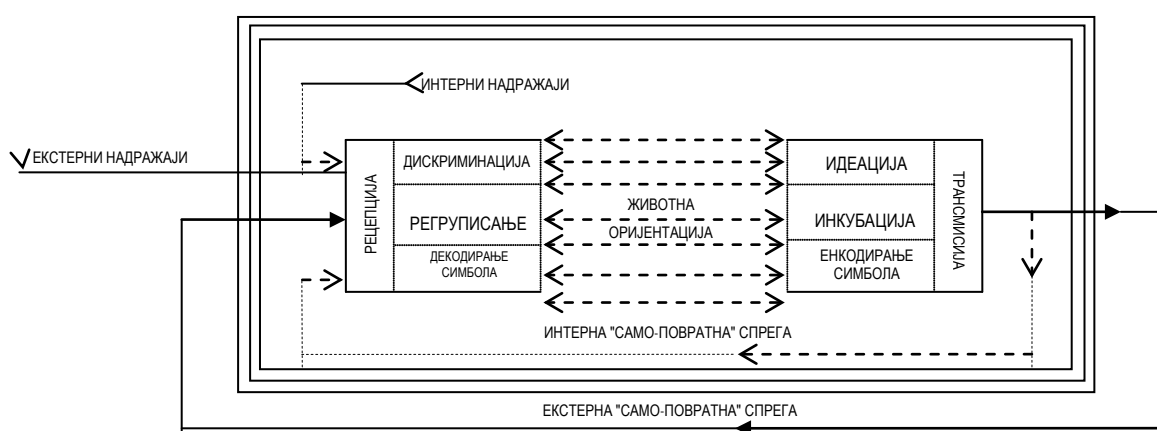 ИНТЕРНИ НАДРАЖАЈИ
ЕКСТЕРНИ НАДРАЖАЈИ
РЕЦЕПЦИЈА
ДИСКРИМИНАЦИЈА
РЕГРУПИСАЊЕ
ДЕКОДИРАЊЕ
СИМБОЛА
ЖИВОТНА
ОРИЈЕНТАЦИЈА
ИДЕАЦИЈА
ИНКУБАЦИЈА
ЕНКОДИРАЊЕ
СИМБОЛА
ТРАНСМИСИЈА
ИНТЕРНА "САМО-ПОВРАТНА" СПРЕГА
ЕКСТЕРНА "САМО-ПОВРАТНА" СПРЕГА